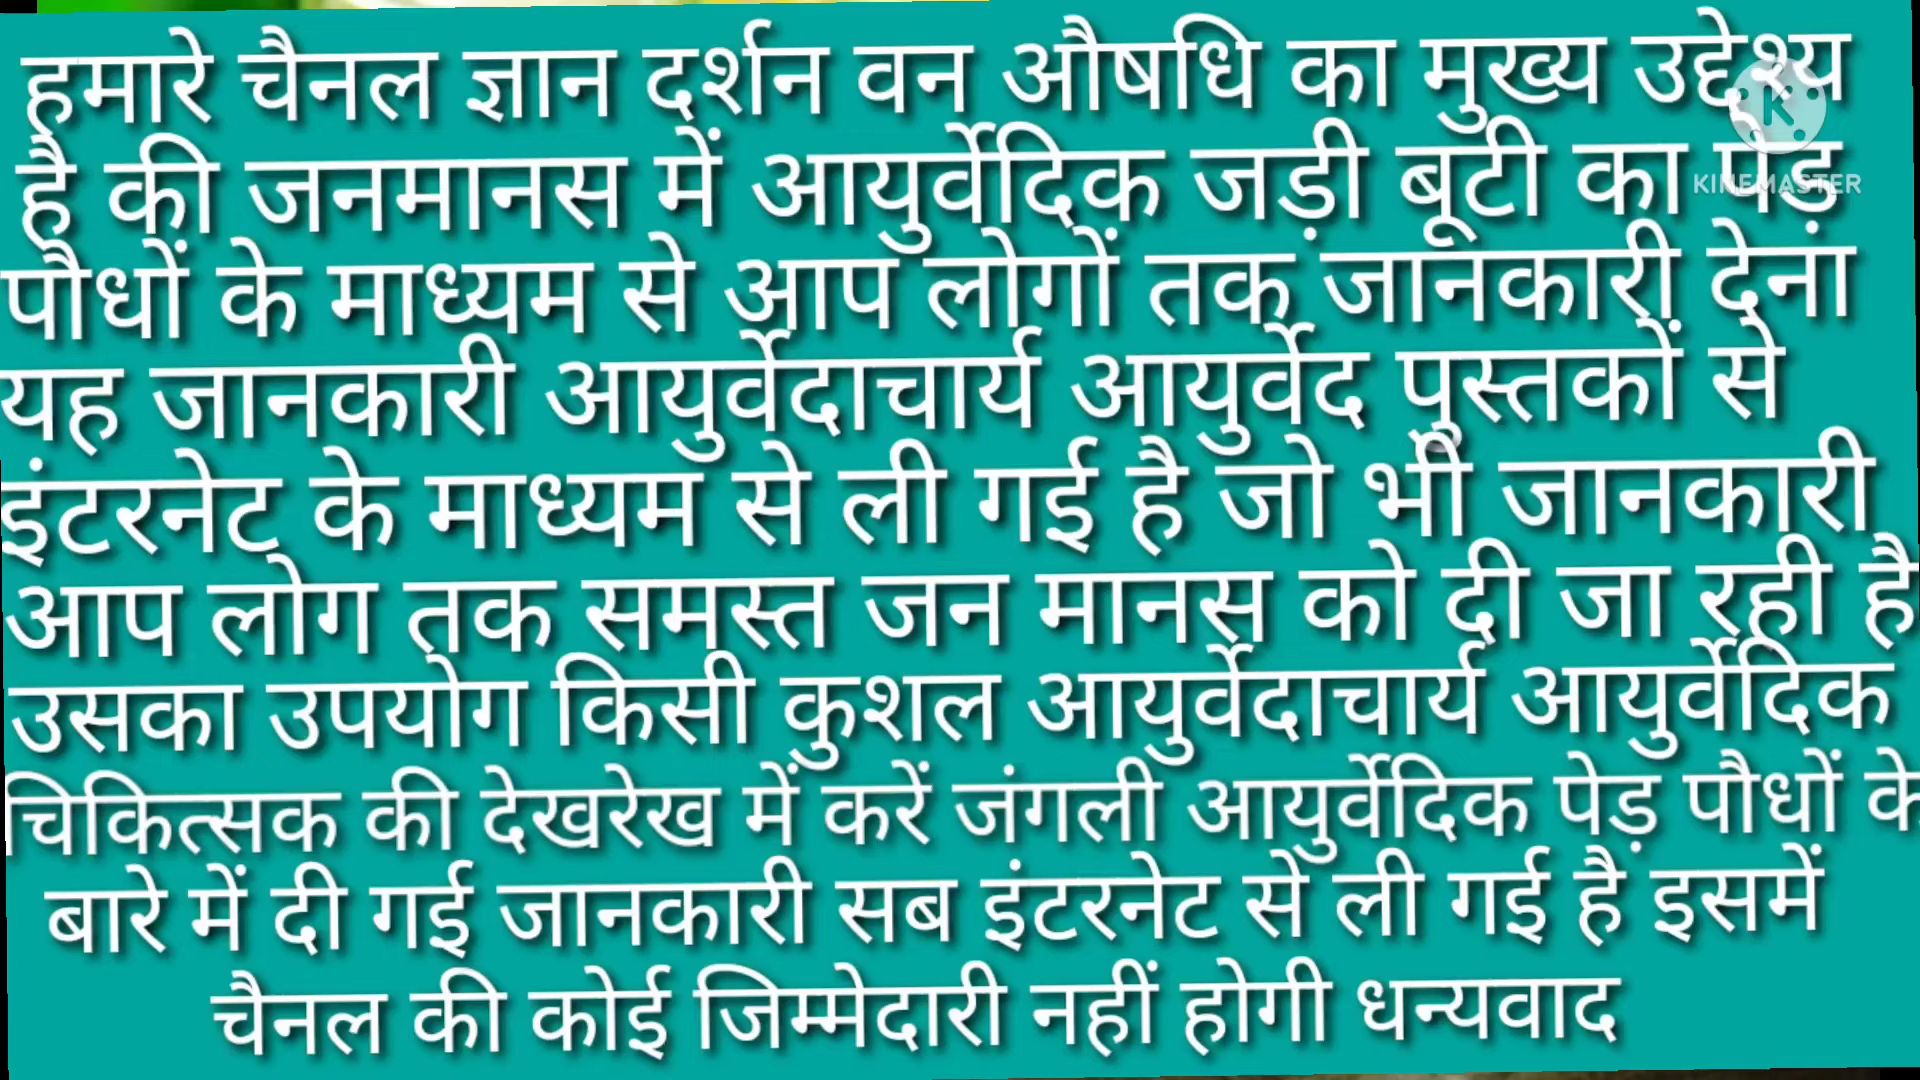 हमारे चैनल ज्ञान दर्शन वन औषधि का मुख्य उद्देश्य
है की जनमानस में आयुर्वेदिक जड़ी बूटी का पेड़
पौधों के माध्यम से आप लोगों तक जानकारी देना
यह जानकारी आयुर्वेदाचार्य आयुर्वेद पुस्तकों से
इंटरनेट के माध्यम से ली गई है जो भी जानकारी
आप लोग तक समस्त जन मानस को दी जा रही है
उसका उपयोग किसी कुशल आयुर्वेदाचार्य आयुर्वेदिक
चिकित्सक की देखरेख में करें जंगली आयुर्वेदिक पेड़ पौधों के
बारे में दी गई जानकारी सब इंटरनेट से ली गई है इसमें
चैनल की कोई जिम्मेदारी नहीं होगी धन्यवाद
K
KINEMASTER